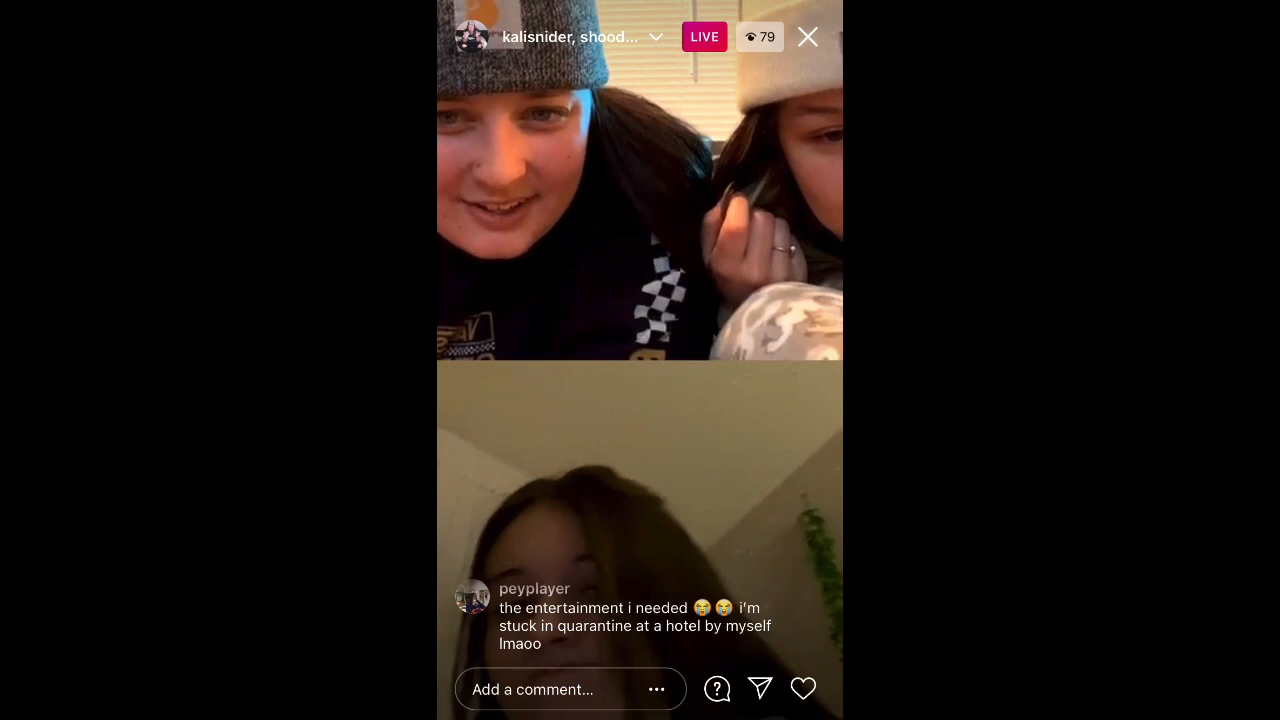 kalisnider, shood... LIVE 79
peyplayer
the entertainment i needed 😭😭 i'm
stuck in quarantine at a hotel by myself
lmaoo
Add a comment...